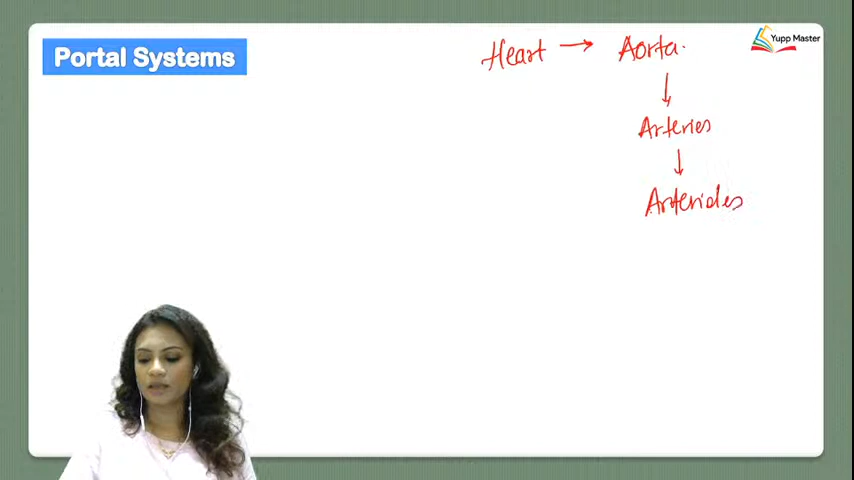 Portal Systems
Heart → Aorta.
↓
Arteries
↓
Arterioles
Yupp Master